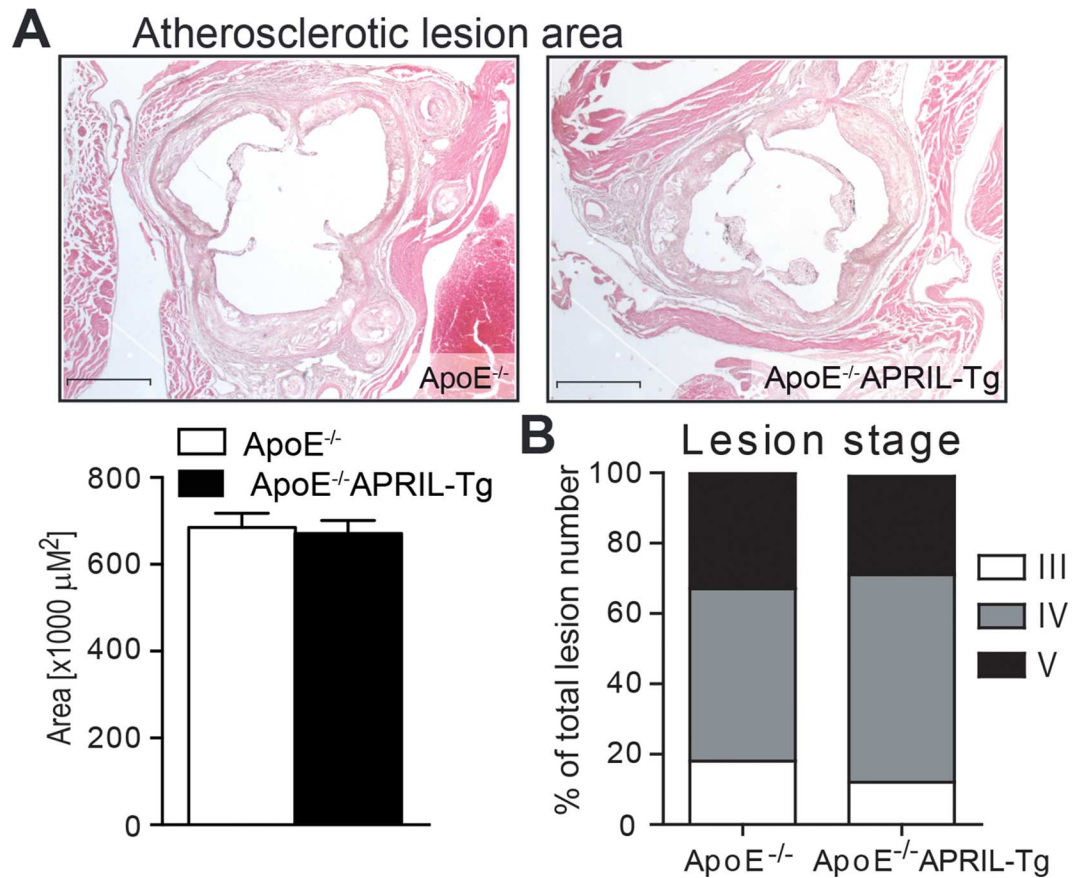 A Atherosclerotic lesion area
ApoE-/-
ApoE-/-APRIL-Tg
ApoE-/-
ApoE-/-APRIL-Tg
800
600
400
200
0
Area [x1000 μM2]
B Lesion stage
100
80
60
40
20
0
% of total lesion number
III
IV
V
ApoE-/-
ApoE-/-APRIL-Tg